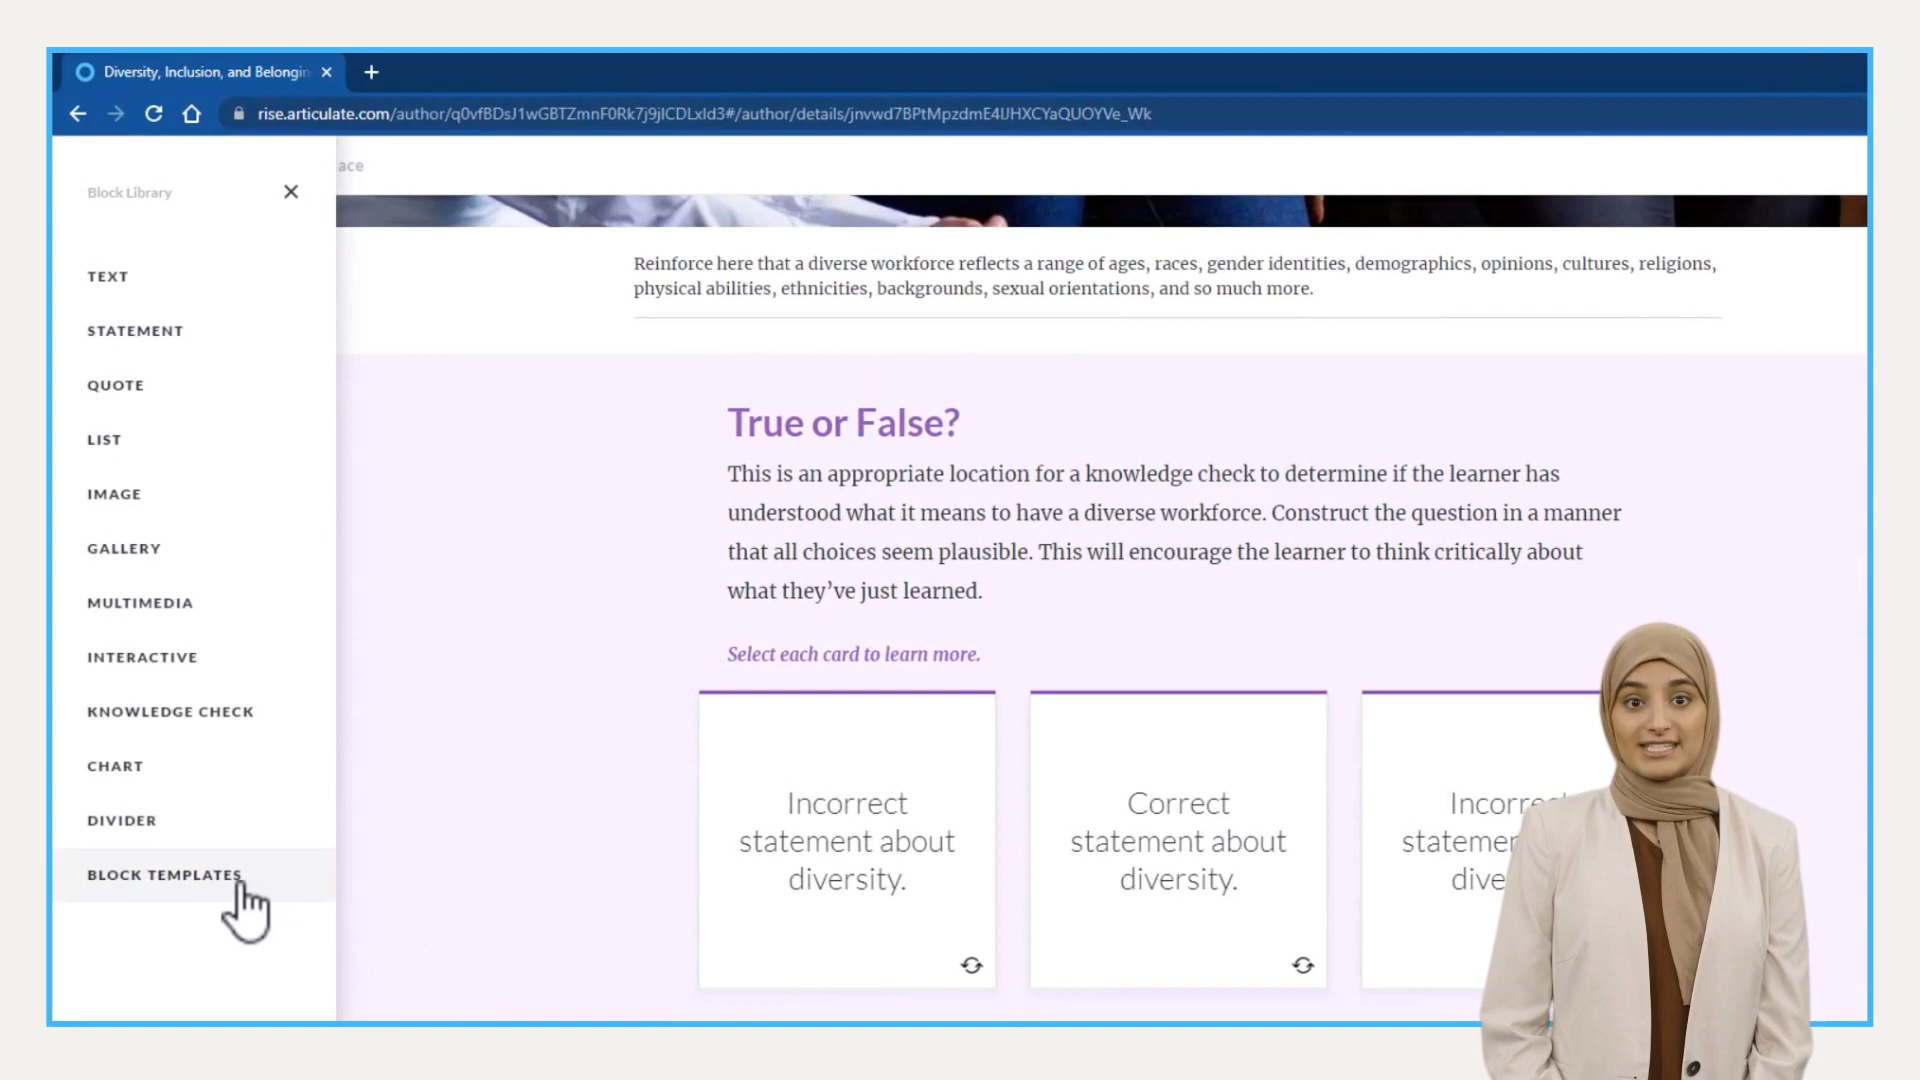 Diversity, Inclusion, and Belongin
rise.articulate.com/author/q0vfBDsJ1wGBTZmnF0Rk7j9jlCDLxld3#/author/details/jnvwd7BPtMpzdmE4IJHXCYaQUOYVe_Wk
ace
Block Library
TEXT
STATEMENT
QUOTE
LIST
IMAGE
GALLERY
MULTIMEDIA
INTERACTIVE
KNOWLEDGE CHECK
CHART
DIVIDER
BLOCK TEMPLATES
Reinforce here that a diverse workforce reflects a range of ages, races, gender identities, demographics, opinions, cultures, religions,
physical abilities, ethnicities, backgrounds, sexual orientations, and so much more.
True or False?
This is an appropriate location for a knowledge check to determine if the learner has
understood what it means to have a diverse workforce. Construct the question in a manner
that all choices seem plausible. This will encourage the learner to think critically about
what they’ve just learned.
Select each card to learn more.
Incorrect
statement about
diversity.
Correct
statement about
diversity.
Incorre
statemer
dive